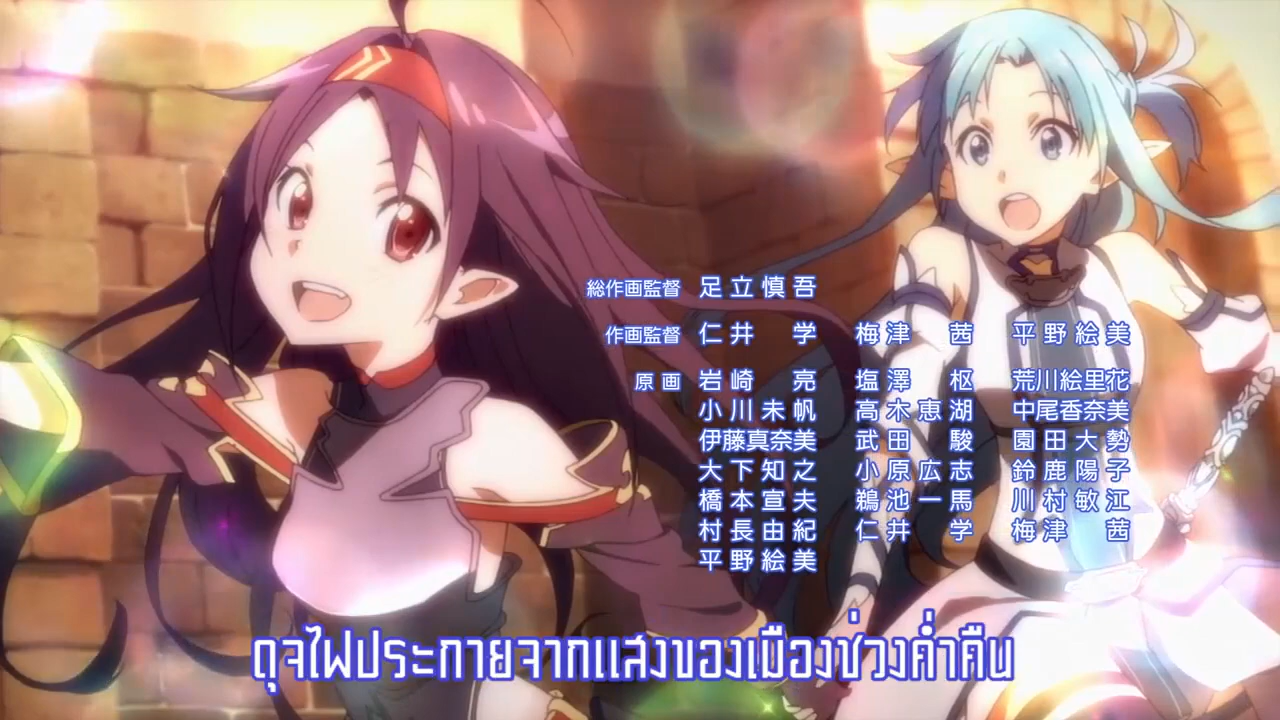 総作画監督 足立慎吾
作画監督 仁井 学 梅津 茜 平野絵美
原画 岩崎 亮 塩澤 枢 荒川絵里花
小川未帆 高木恵湖 中尾香奈美
伊藤真奈美 武田 駿 園田大勢
大下知之 小原広志 鈴鹿陽子
橋本宣夫 鵜池一馬 川村敏江
村長由紀 仁井 学 梅津 茜
平野絵美
ดุจไฟประกายจากแสงของเมืองช่วงค่ำคืน